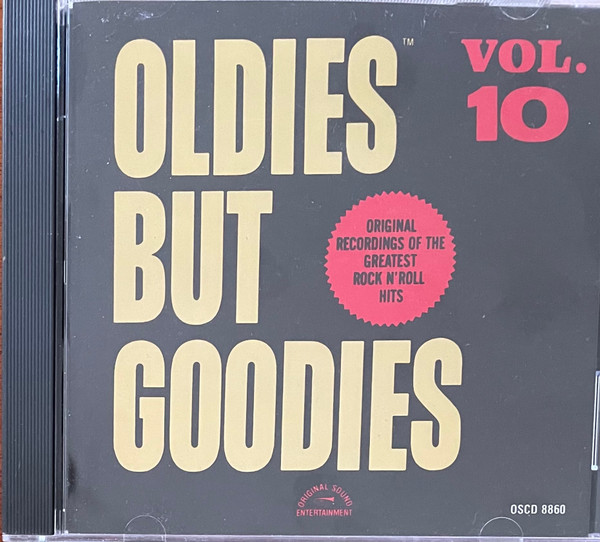 OLDIES™
BUT
GOODIES
VOL.
10
ORIGINAL
RECORDINGS OF THE
GREATEST
ROCK N' ROLL
HITS
ORIGINAL SOUND
ENTERTAINMENT
OSCD 8860